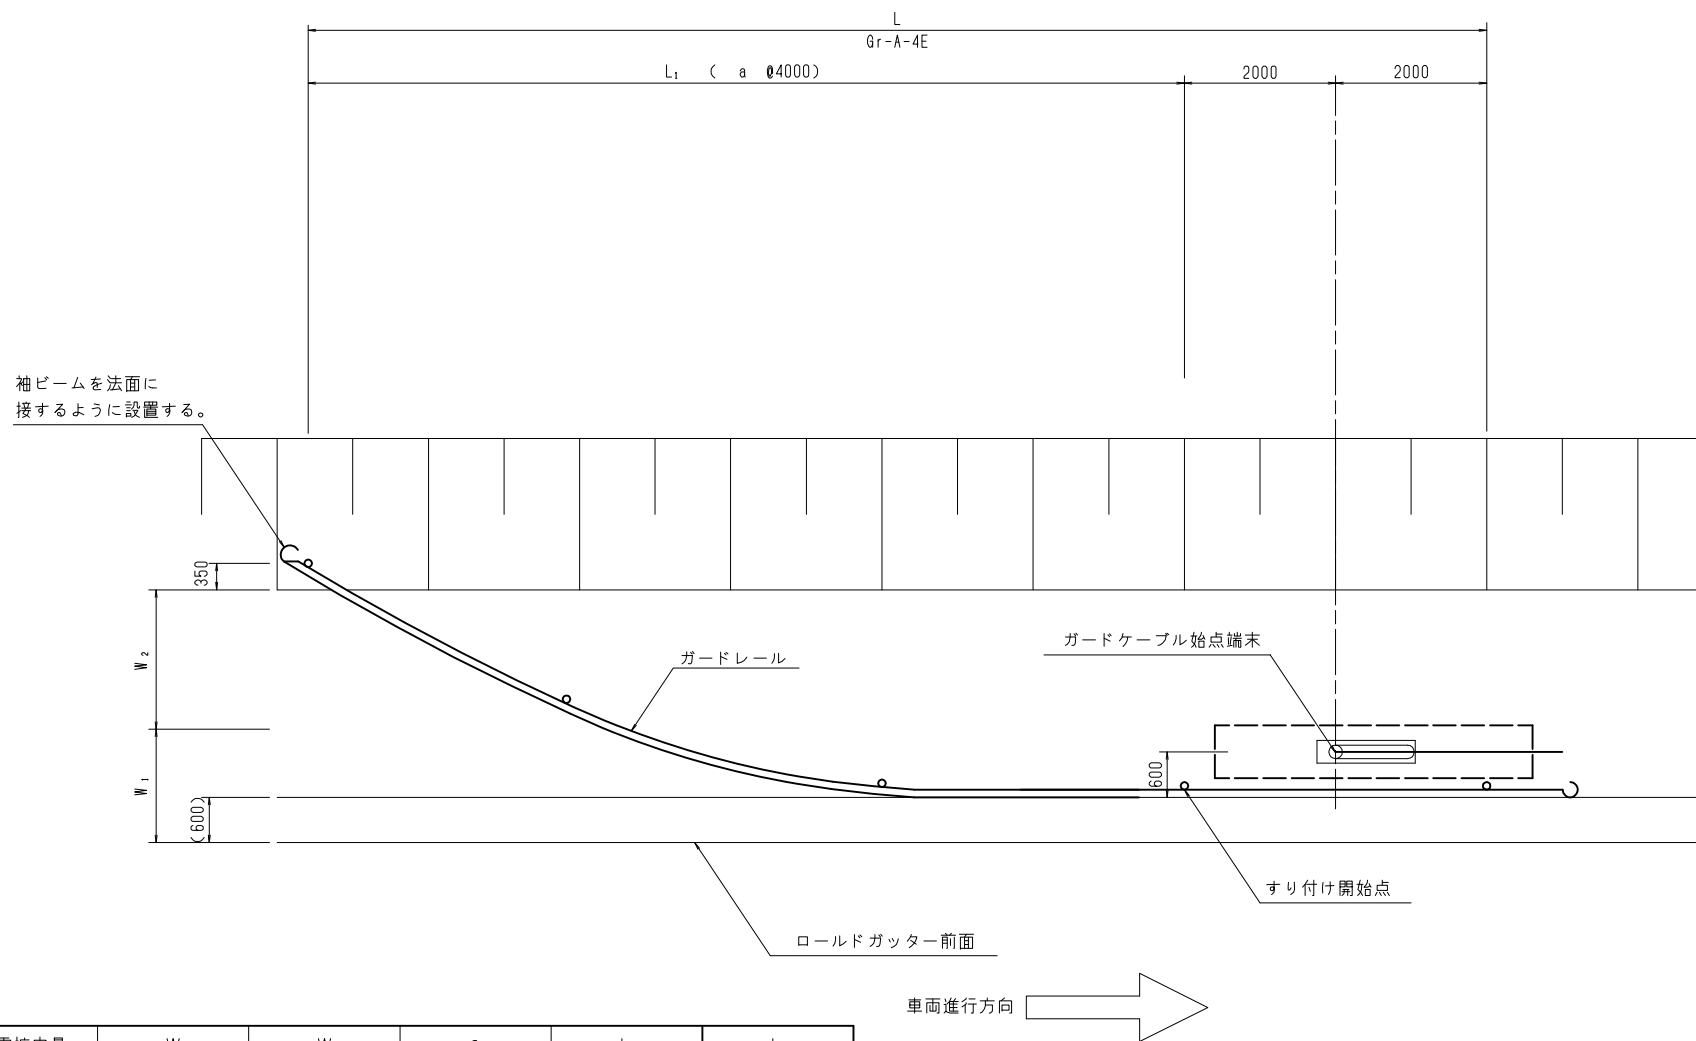 L
Gr-A-4E
L₁ ( a @4000)
2000
2000
袖ビームを法面に
接するように設置する。
350
W₂
ガードレール
ガードケーブル始点端末
600
W₁
(600)
すり付け開始点
ロールドガッター前面
車両進行方向